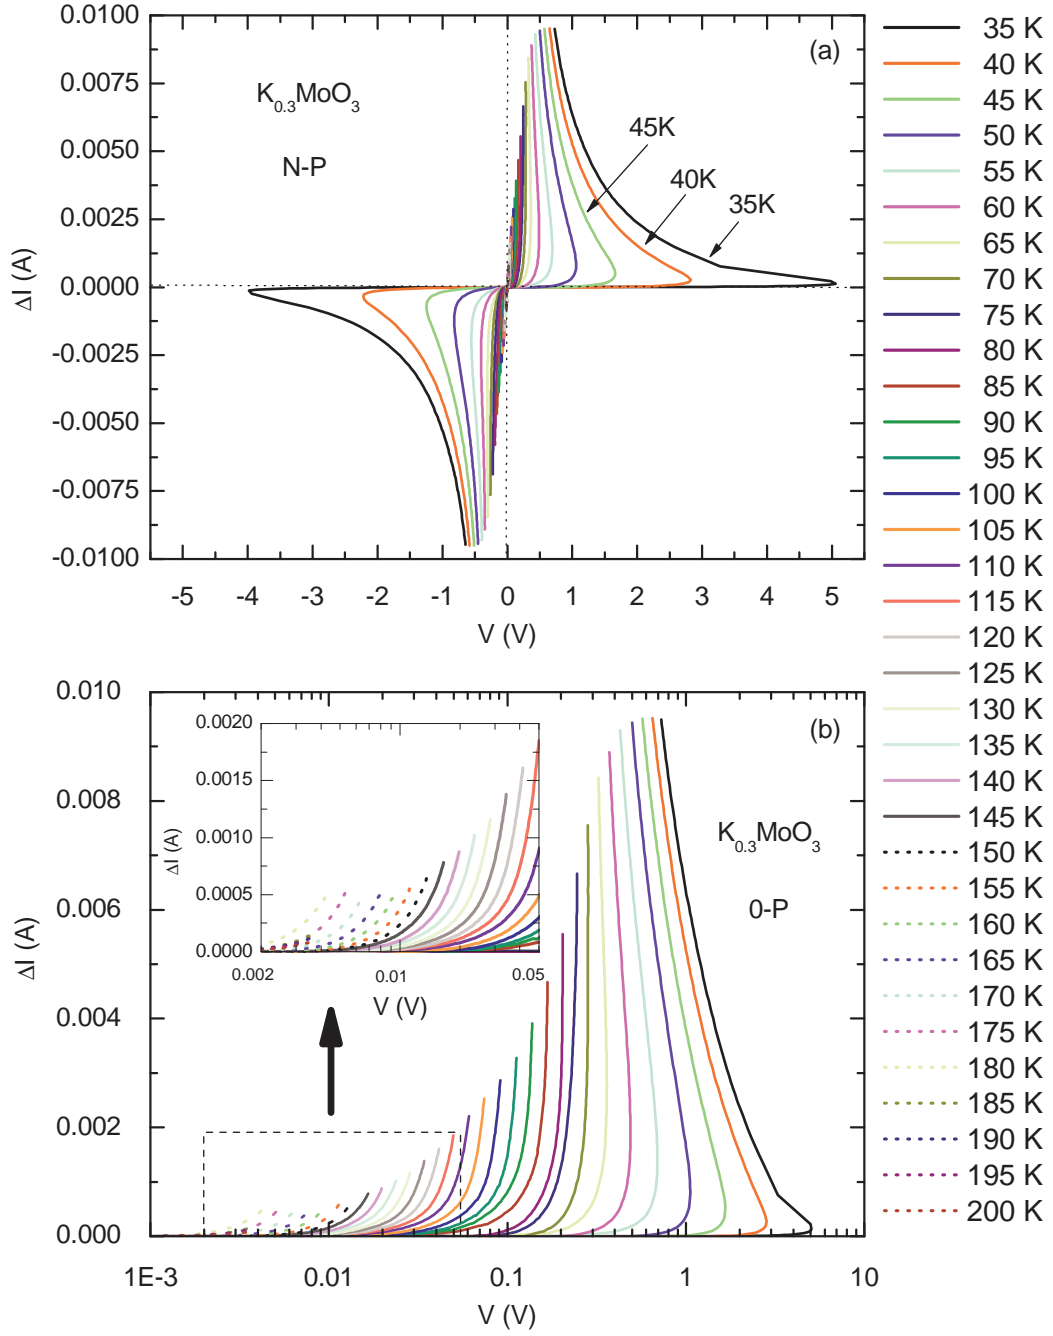 0.0100
0.0075
0.0050
0.0025
0.0000
-0.0025
-0.0050
-0.0075
-0.0100
ΔI (A)
K0.3MoO3
N-P
(a)
45K
40K
35K
-5 -4 -3 -2 -1 0 1 2 3 4 5
V (V)
35 K
40 K
45 K
50 K
55 K
60 K
65 K
70 K
75 K
80 K
85 K
90 K
95 K
100 K
105 K
110 K
115 K
120 K
125 K
130 K
135 K
140 K
145 K
150 K
155 K
160 K
165 K
170 K
175 K
180 K
185 K
190 K
195 K
200 K
0.010
0.008
0.006
0.004
0.002
0.000
ΔI (A)
(b)
K0.3MoO3
0-P
0.0020
0.0015
0.0010
0.0005
0.0000
ΔI (A)
0.002 0.01 0.05
V (V)
1E-3 0.01 0.1 1 10
V (V)